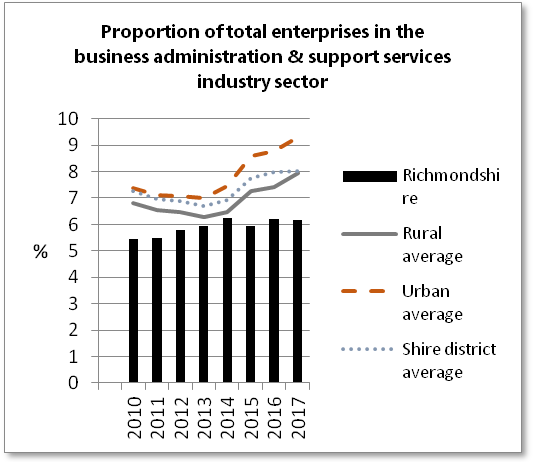 Proportion of total enterprises in the
business administration & support services
industry sector
10
9
8
7
6
5
4
3
2
1
0
%
2010
2011
2012
2013
2014
2015
2016
2017
Richmondshi
re
Rural
average
Urban
average
Shire district
average